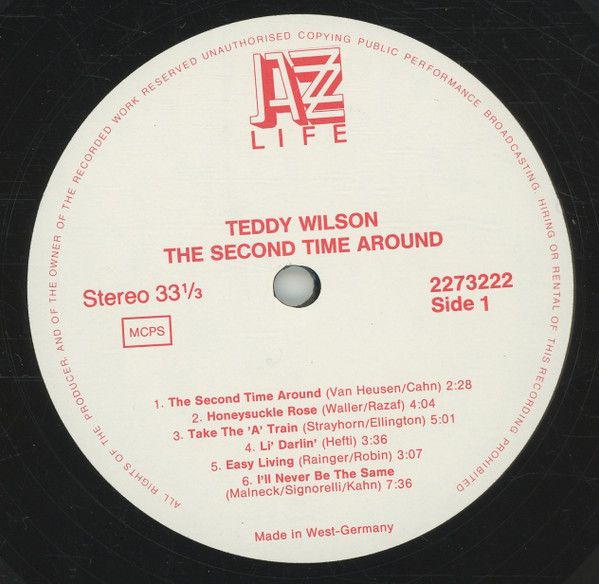 ALL RIGHTS OF THE PRODUCER, AND OF THE OWNER OF THE RECORDED WORK RESERVED UNAUTHORISED COPYING PUBLIC PERFORMANCE BROADCASTING, HIRING OR RENTAL OF THIS RECORDING PROHIBITED
JAZZ
LIFE
TEDDY WILSON
THE SECOND TIME AROUND
Stereo 33 1/3
MCPS
2273222
Side 1
1. The Second Time Around (Van Heusen/Cahn) 2:28
2. Honeysuckle Rose (Waller/Razaf) 4:04
3. Take The 'A' Train (Strayhorn/Ellington) 5:01
4. Li' Darlin' (Hefti) 3:36
5. Easy Living (Rainger/Robin) 3:07
6. I'll Never Be The Same
(Malneck/Signorelli/Kahn) 7:36
Made in West-Germany